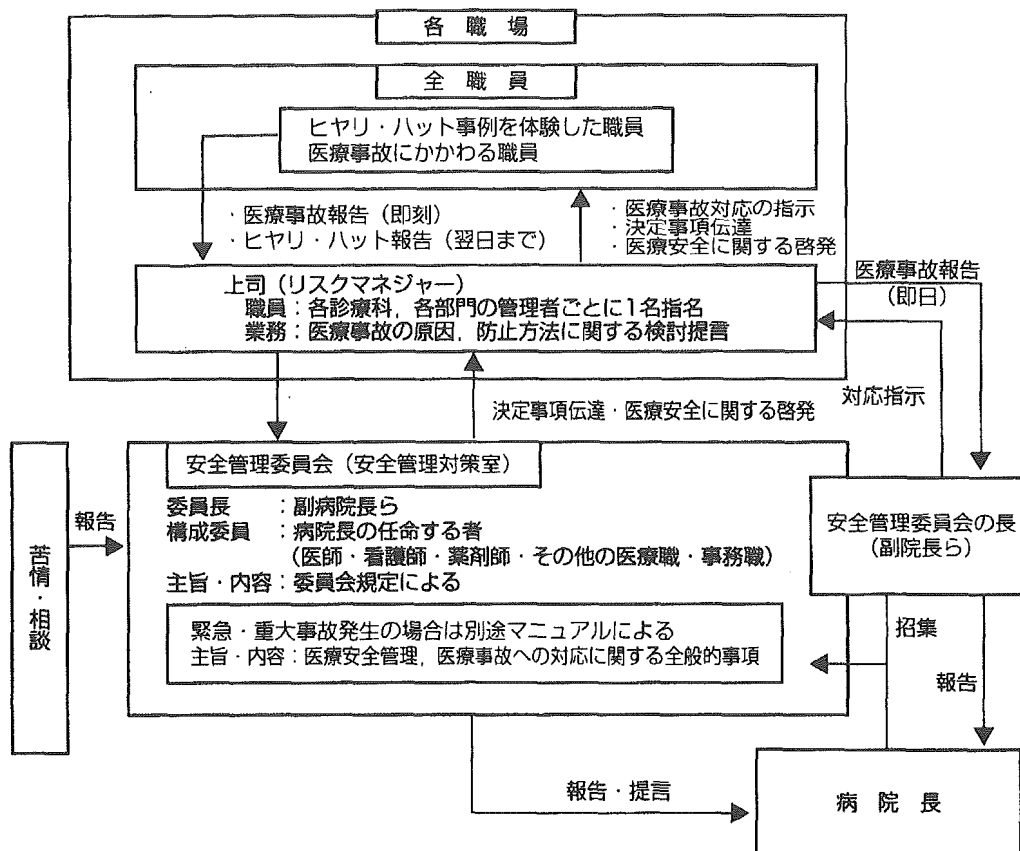 各職場
全職員
ヒヤリ・ハット事例を体験した職員
医療事故にかかわる職員
・医療事故報告（即刻）
・ヒヤリ・ハット報告（翌日まで）
・医療事故対応の指示
・決定事項伝達
・医療安全に関する啓発
上司（リスクマネジャー）
職員：各診療科，各部門の管理者ごとに1名指名
業務：医療事故の原因，防止方法に関する検討提言
医療事故報告
（即日）
対応指示
決定事項伝達・医療安全に関する啓発
苦情・相談
報告
安全管理委員会（安全管理対策室）
委員長　：副病院長ら
構成委員　：病院長の任命する者
（医師・看護師・薬剤師・その他の医療職・事務職）
主旨・内容：委員会規定による
緊急・重大事故発生の場合は別途マニュアルによる
主旨・内容：医療安全管理，医療事故への対応に関する全般的事項
安全管理委員会の長
（副院長ら）
招集
報告
報告・提言
病院長